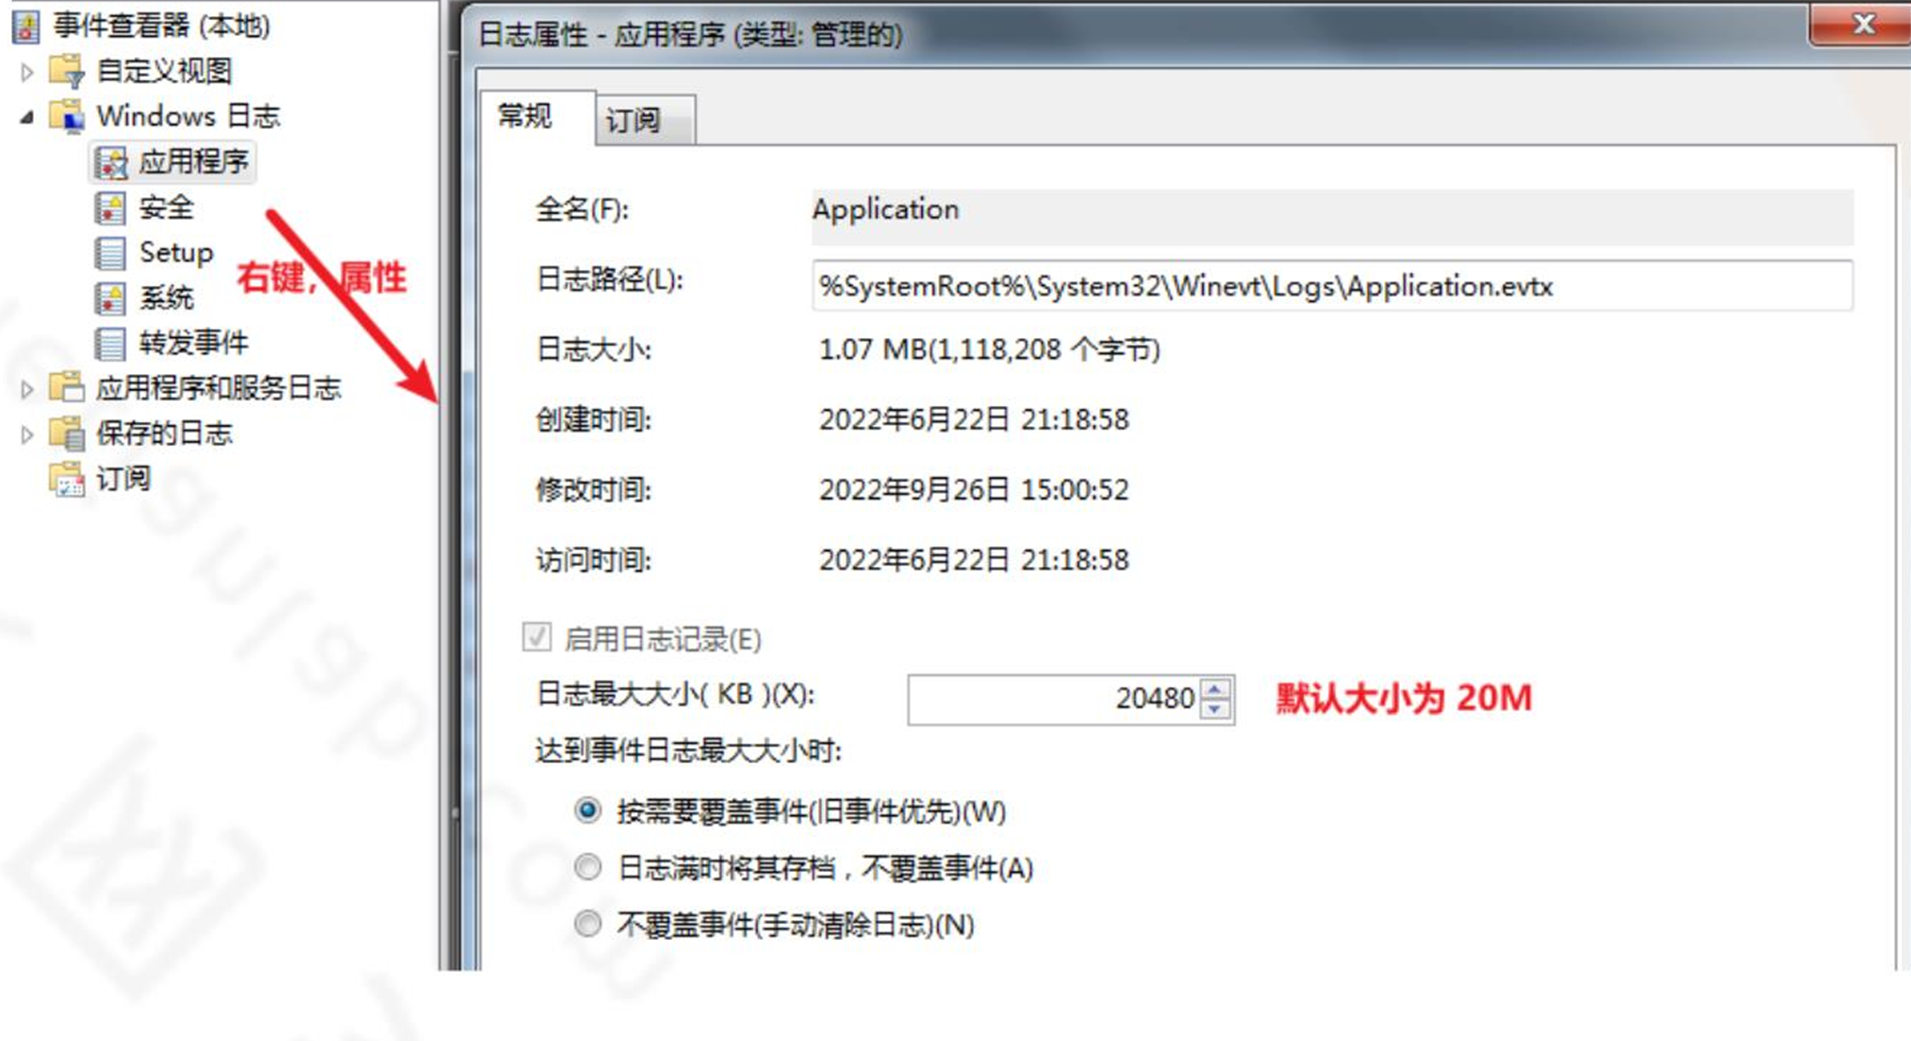 事件查看器 (本地)
自定义视图
Windows 日志
应用程序
安全
Setup
系统
转发事件
应用程序和服务日志
保存的日志
订阅
右键，属性
日志属性 - 应用程序 (类型: 管理的)
常规
订阅
全名(F): Application
日志路径(L): %SystemRoot%\System32\Winevt\Logs\Application.evtx
日志大小: 1.07 MB(1,118,208 个字节)
创建时间: 2022年6月22日 21:18:58
修改时间: 2022年9月26日 15:00:52
访问时间: 2022年6月22日 21:18:58
启用日志记录(E)
日志最大大小( KB )(X): 20480 默认大小为 20M
达到事件日志最大大小时:
按需要覆盖事件(旧事件优先)(W)
日志满时将其存档，不覆盖事件(A)
不覆盖事件(手动清除日志)(N)